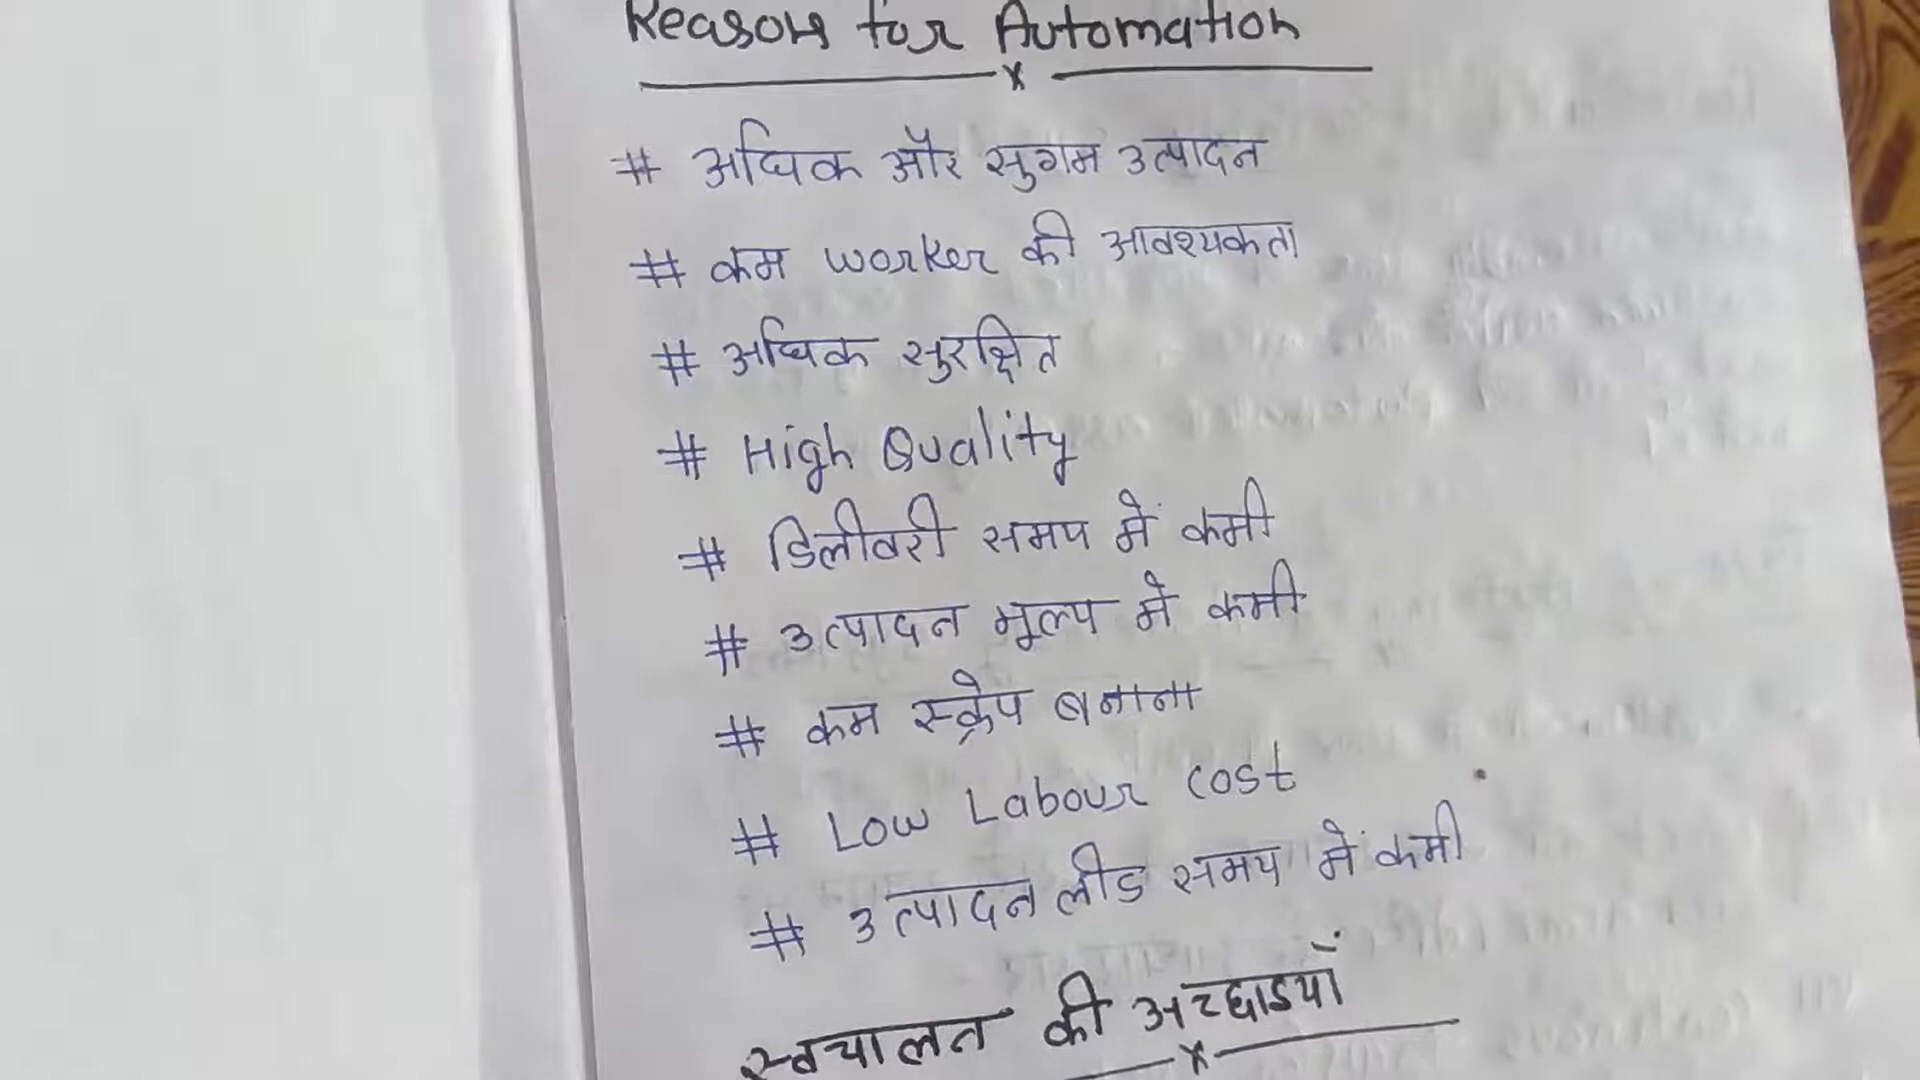 Reasons for Automation
# अधिक और सुगम उत्पादन
# कम worker की आवश्यकता
# अधिक सुरक्षित
# High Quality
# डिलीवरी समय में कमी
# उत्पादन मूल्य में कमी
# कम स्क्रेप बनाना
# Low Labour cost
# उत्पादन लीड समय में कमी
स्वचालन की अच्छाइयाँ